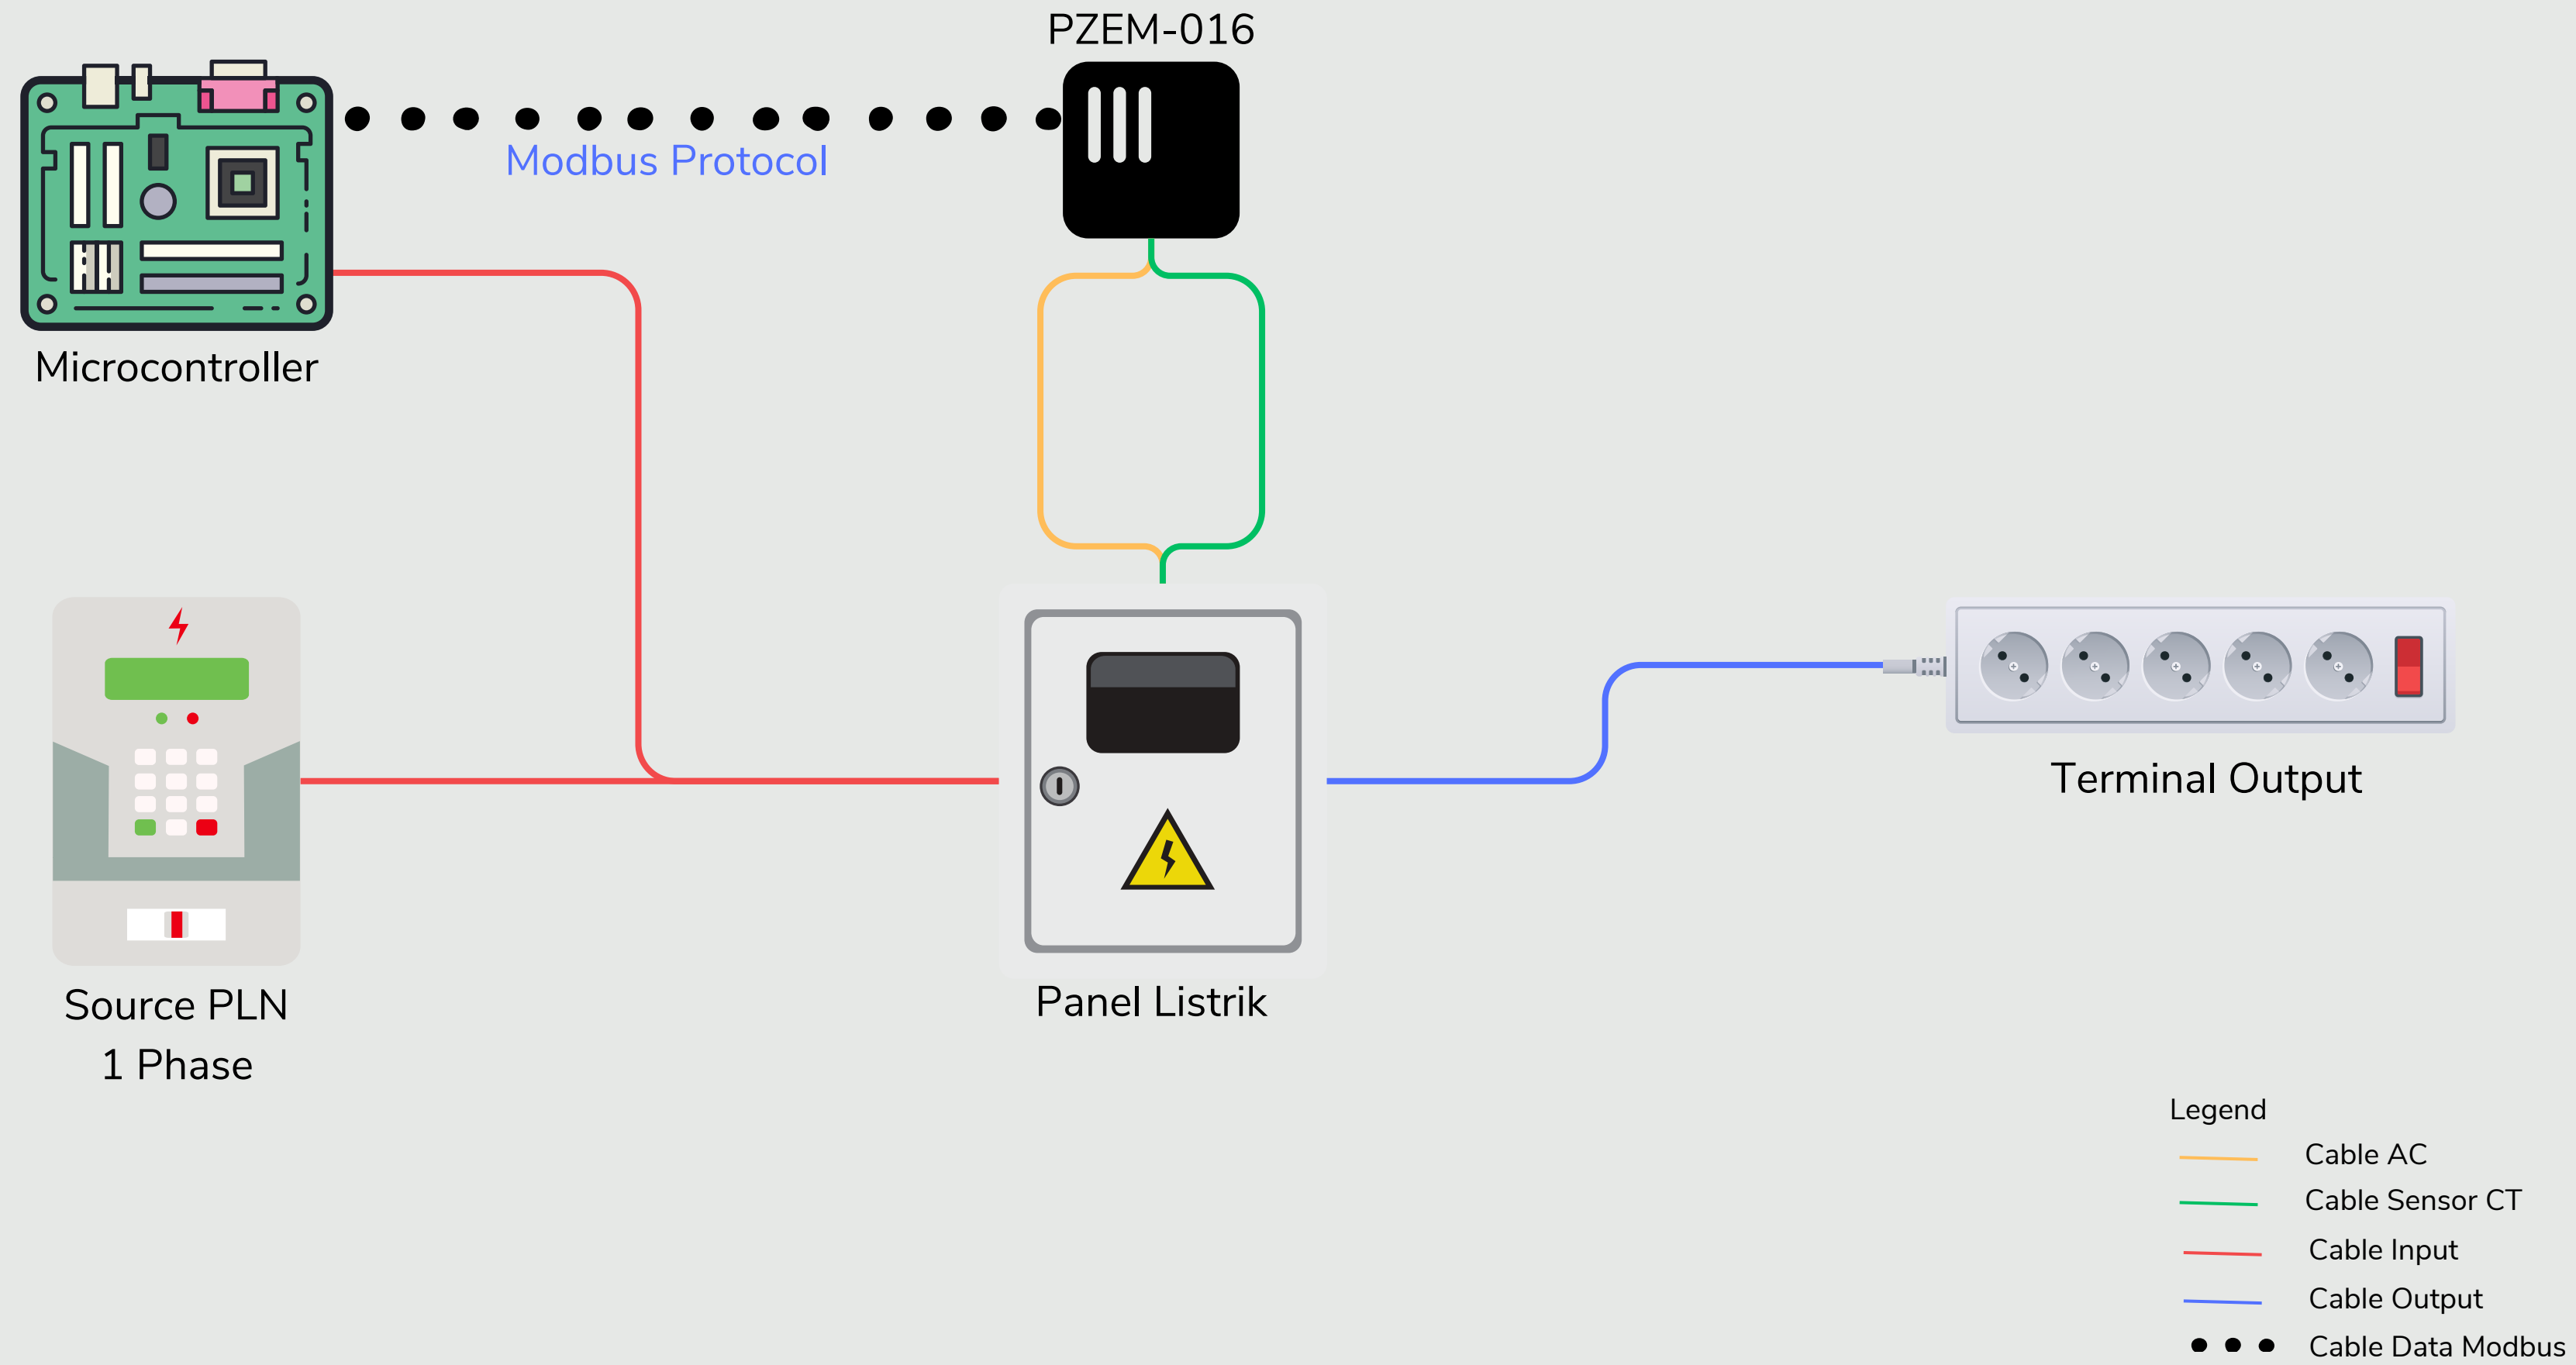 PZEM-016
Modbus Protocol
Microcontroller
Terminal Output
Source PLN
1 Phase
Panel Listrik
Legend
Cable AC
Cable Sensor CT
Cable Input
Cable Output
Cable Data Modbus